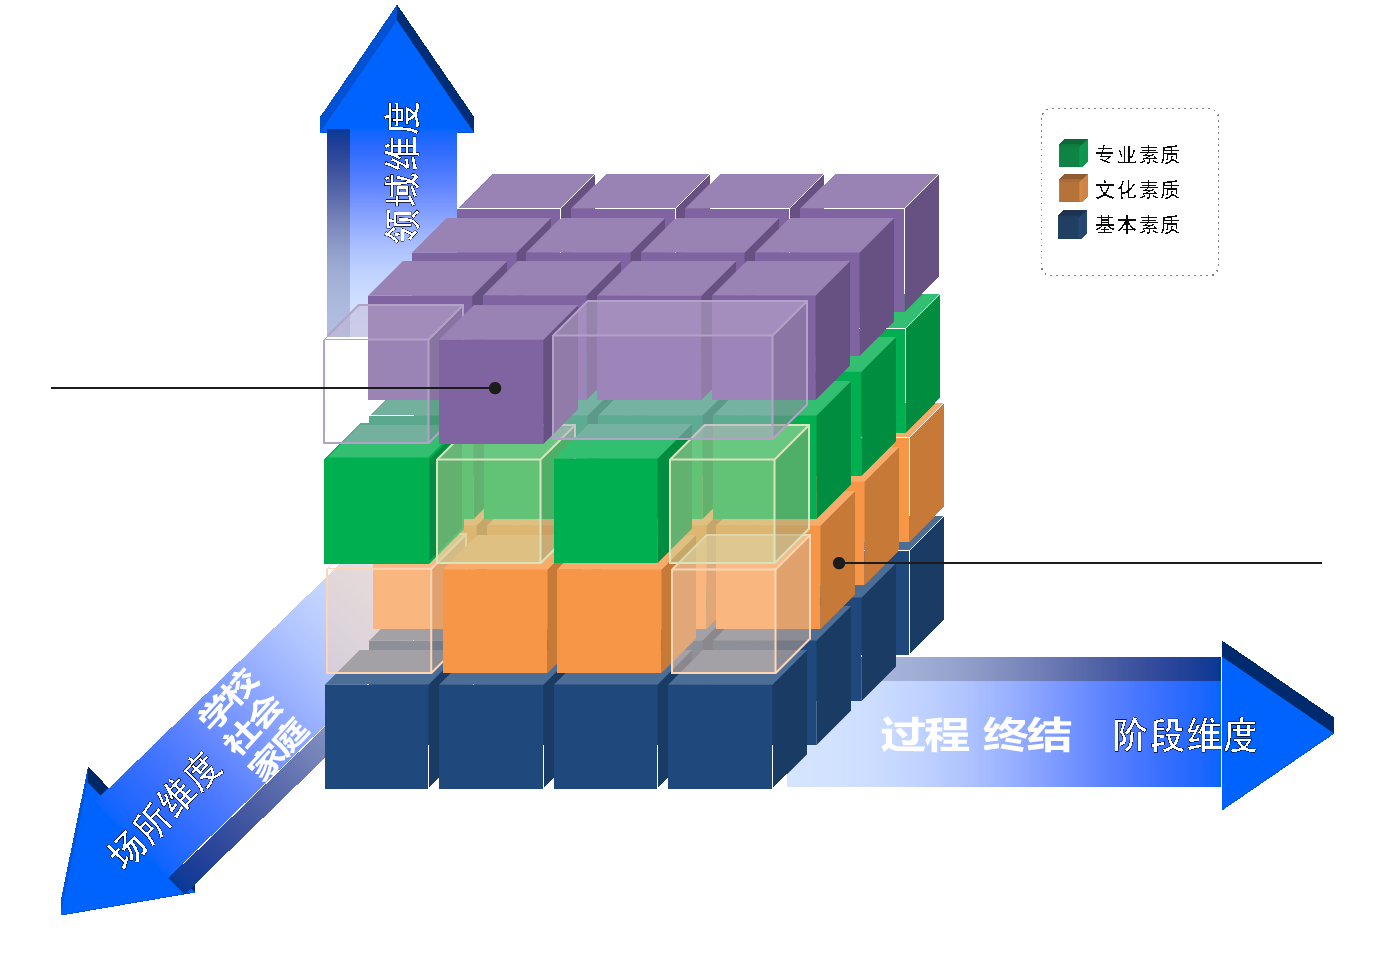 领域维度
专业素质
文化素质
基本素质
学校
社会
家庭
场所维度
过程 终结 阶段维度